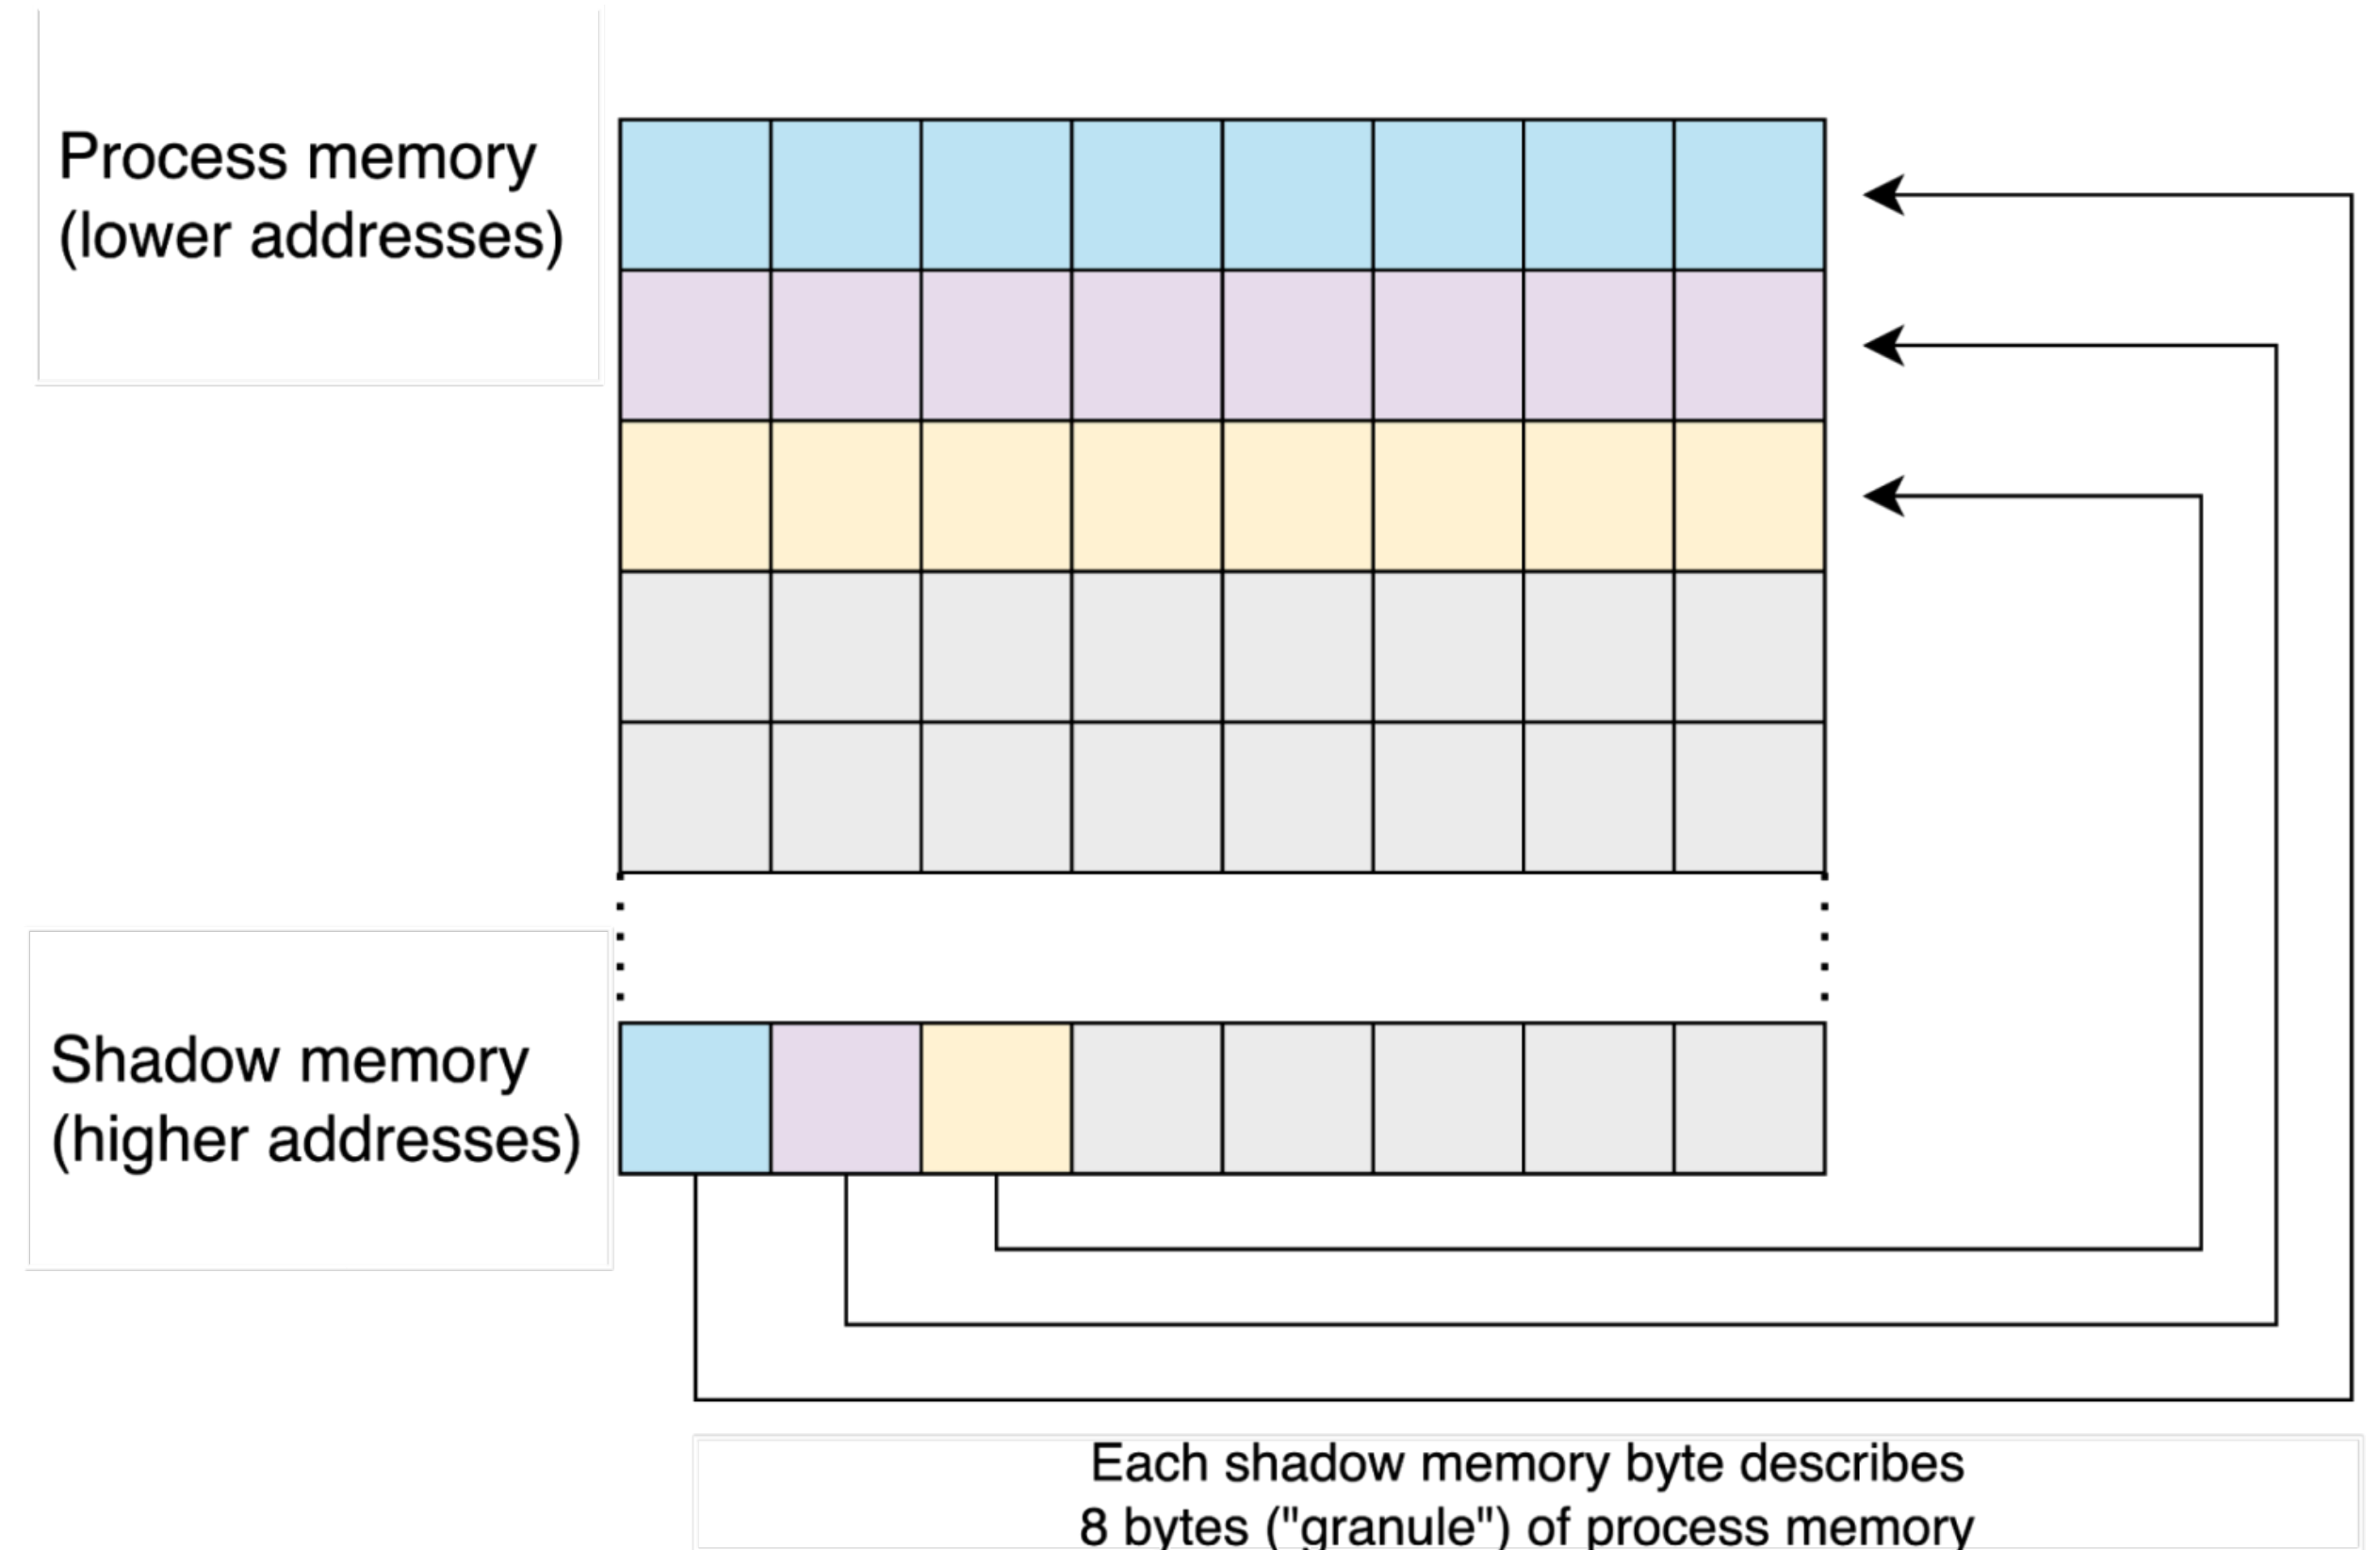 Process memory
(lower addresses)
Shadow memory
(higher addresses)
Each shadow memory byte describes
8 bytes ("granule") of process memory